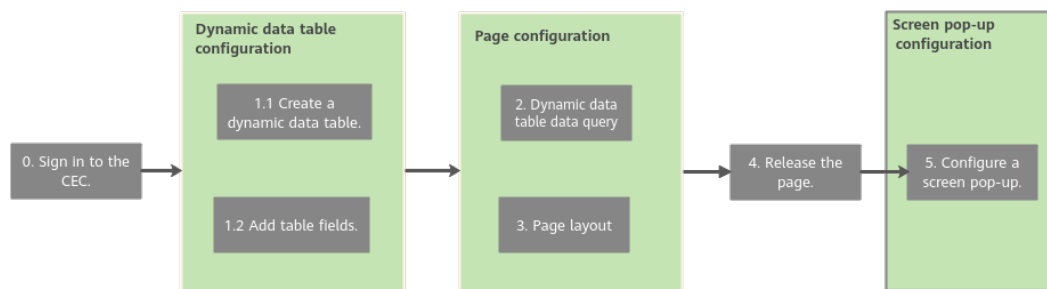 0. Sign in to the
CEC.
Dynamic data table
configuration
1.1 Create a
dynamic data table.
1.2 Add table fields.
Page configuration
2. Dynamic data
table data query
3. Page layout
4. Release the
page.
Screen pop-up
configuration
5. Configure a
screen pop-up.